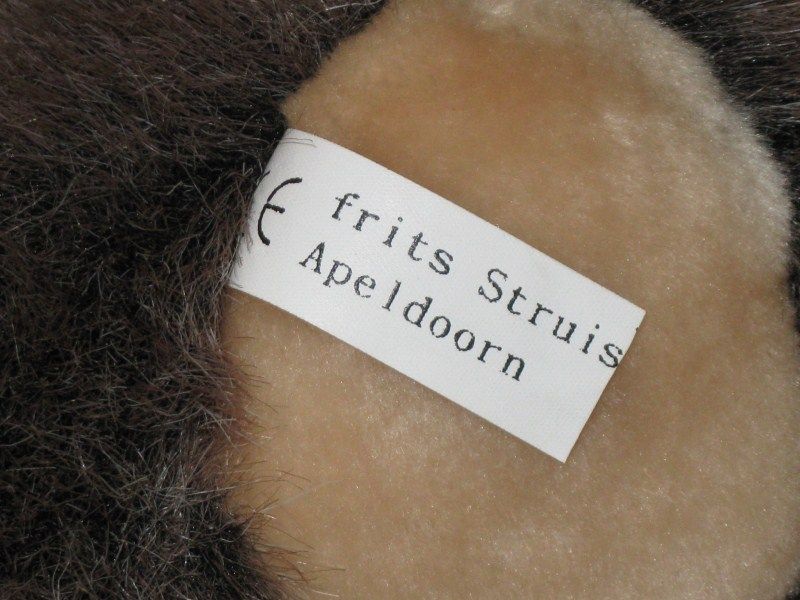 CE
frits Struis
Apeldoorn